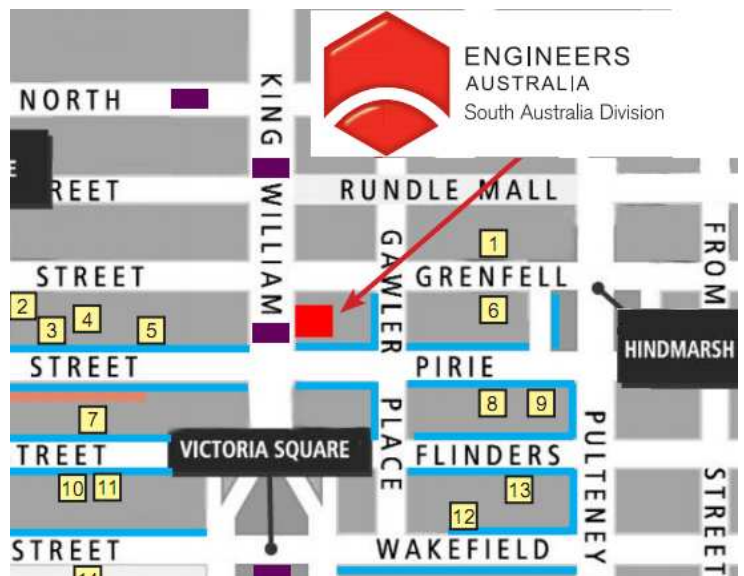 ENGINEERS
AUSTRALIA
South Australia Division
NORTH
KING WILLIAM
E
REET
RUNDLE MALL
1
GAWLER PLACE
FROM
STREET
STREET
GRENFELL
2
3
4
5
6
HINDMARSH
STREET
PIRIE
7
8
9
PULTENEY
VICTORIA SQUARE
TREET
FLINDERS
10
11
12
13
STREET
WAKEFIELD